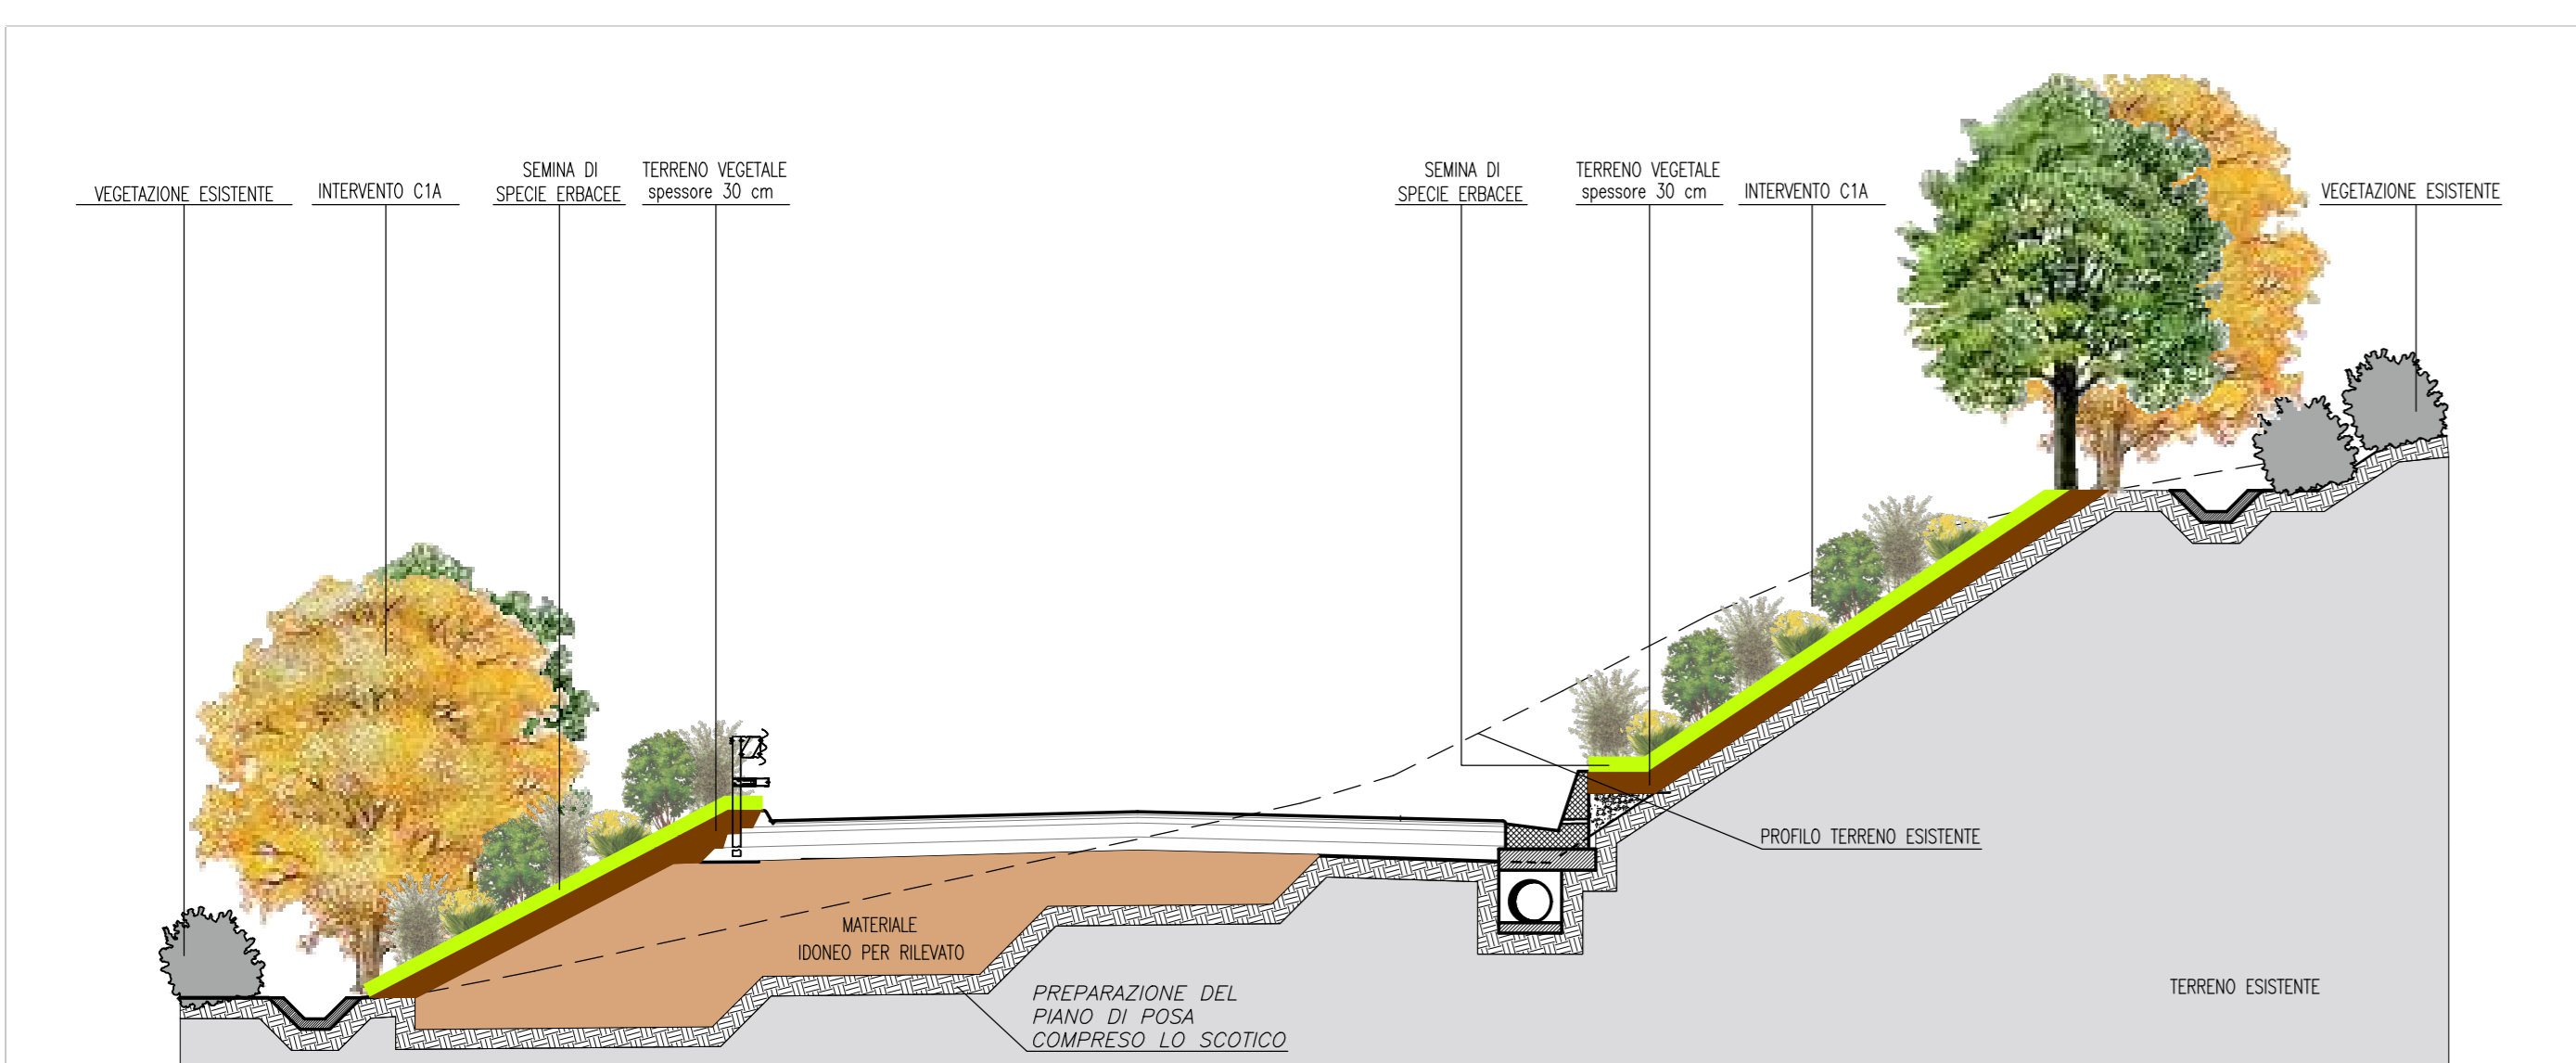 VEGETAZIONE ESISTENTE
INTERVENTO C1A
SEMINA DI
SPECIE ERBACEE
TERRENO VEGETALE
spessore 30 cm
SEMINA DI
SPECIE ERBACEE
TERRENO VEGETALE
spessore 30 cm
INTERVENTO C1A
VEGETAZIONE ESISTENTE
PROFILO TERRENO ESISTENTE
MATERIALE
IDONEO PER RILEVATO
PREPARAZIONE DEL
PIANO DI POSA
COMPRESO LO SCOTICO
TERRENO ESISTENTE